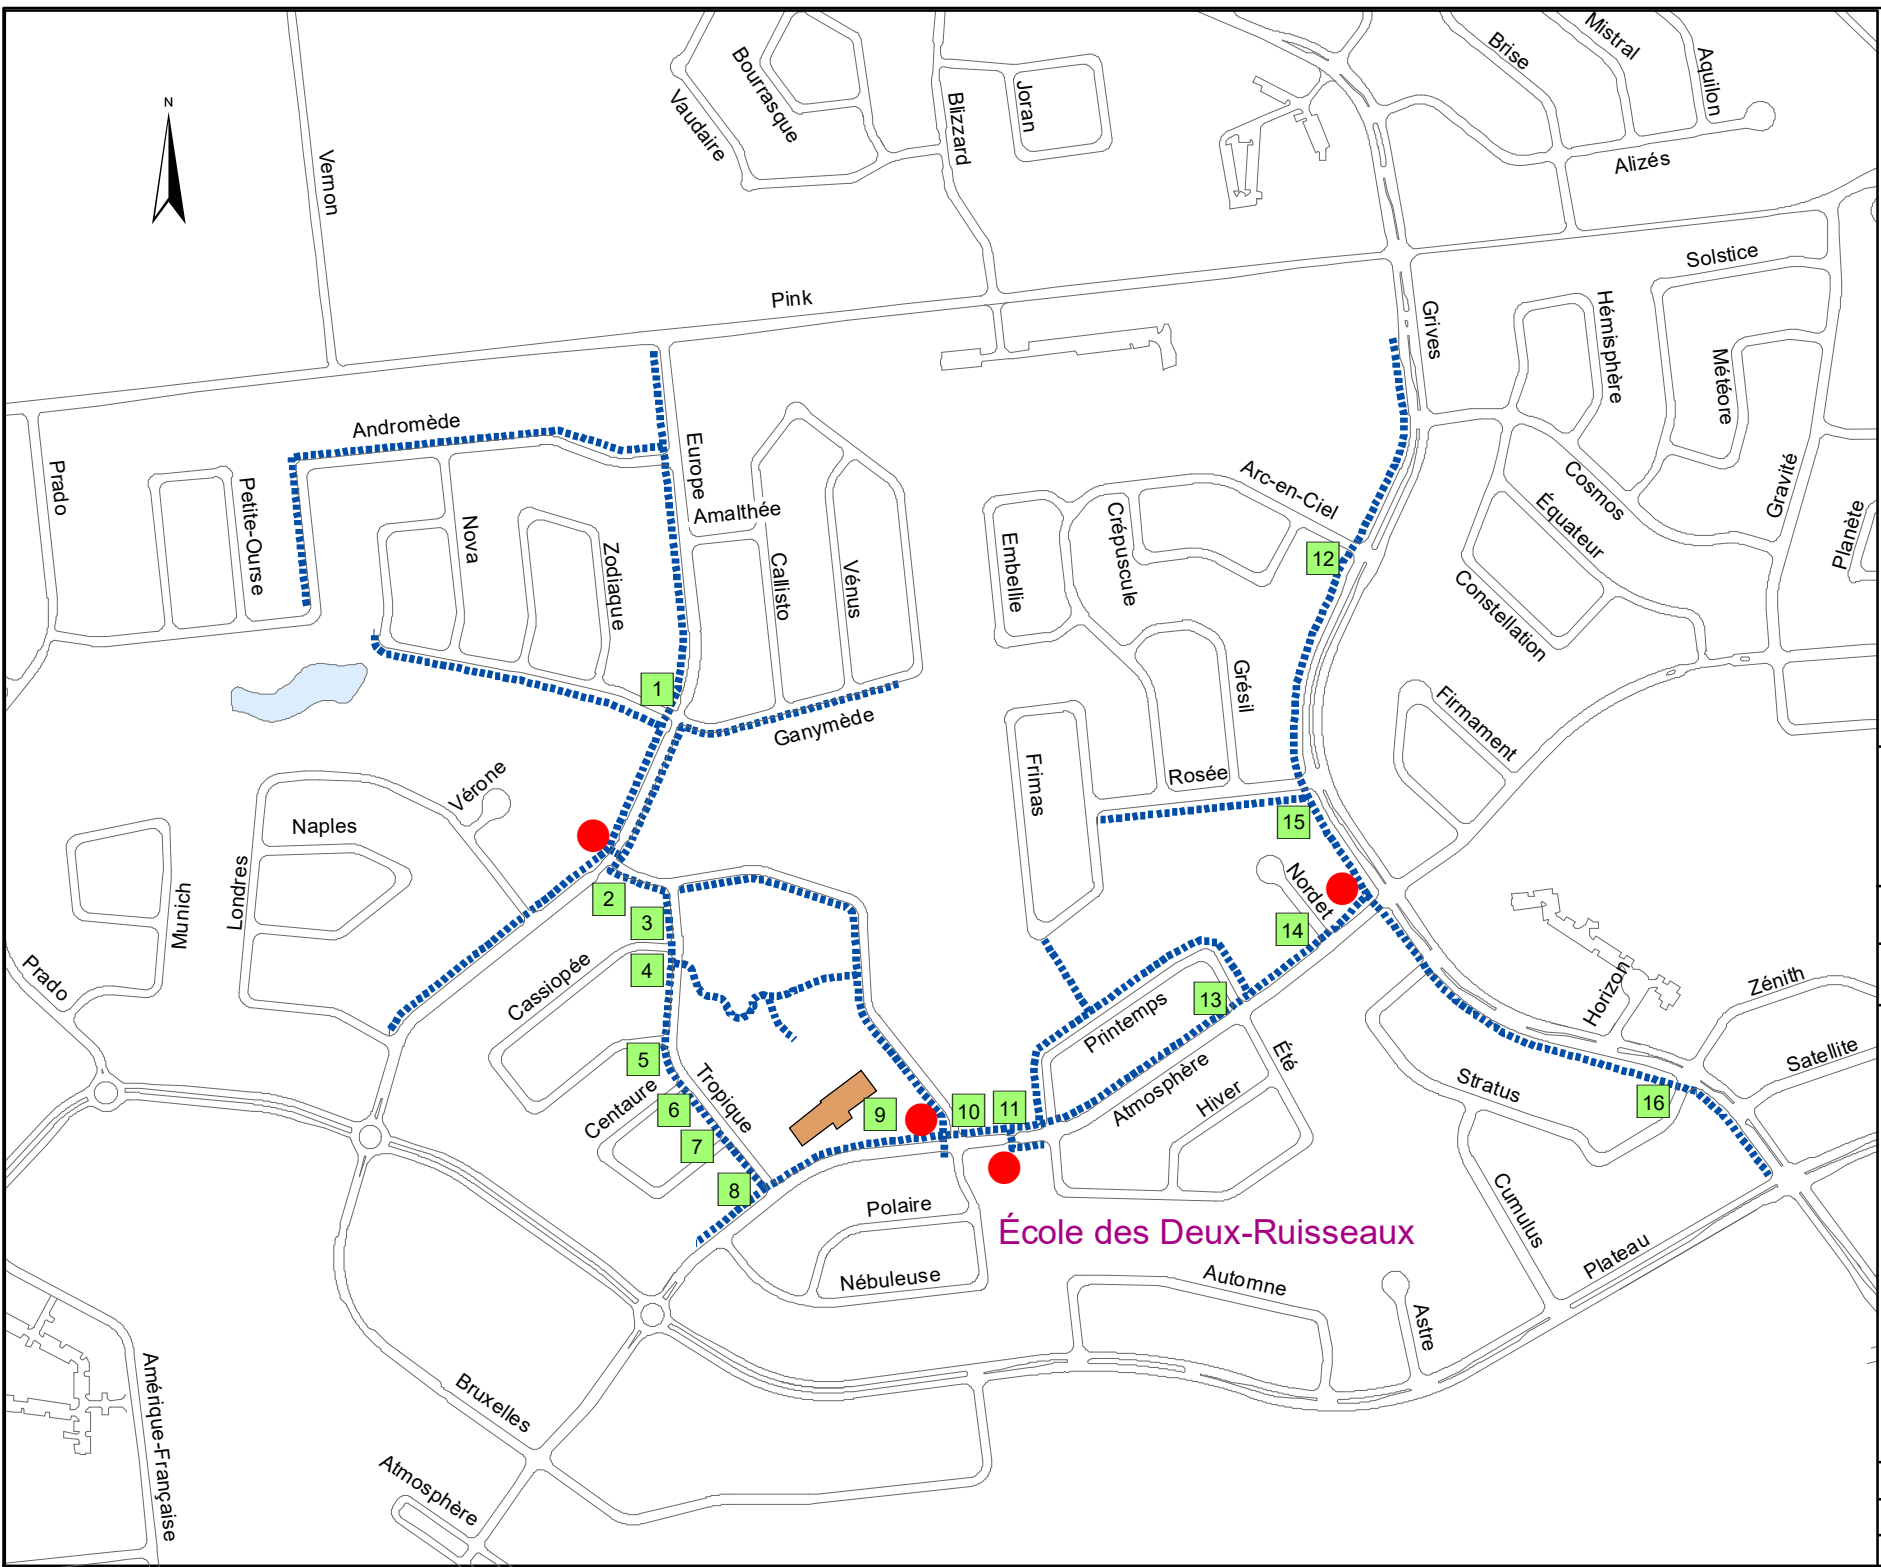 Mistral
Brise
Aquilon
Bourrasque
Vaudaire
Blizzard
Joran
N
Vernon
Alizés
Solstice
Pink
Grives
Hémisphère
Météore
Andromède
Europe
Prado
Petite-Ourse
Nova
Zodiaque
Amalthée
Callisto
Vénus
Arc-en-Ciel
Embellie
Crépuscule
12
Cosmos
Équateur
Gravité
Planète
Constellation
1
Grésil
Ganymède
Firmament
Frimas
Rosée
Vérone
Naples
Londres
Munich
15
2
3
Nordet
14
4
Cassiopée
Prado
Horizon
Zénith
13
Printemps
5
Tropique
Été
Satellite
Centaure
6
Atmosphère
Hiver
Stratus
9
10
11
16
7
8
Polaire
École des Deux-Ruisseaux
Cumulus
Plateau
Nébuleuse
Automne
Astre
Amérique-Française
Bruxelles
Atmosphère